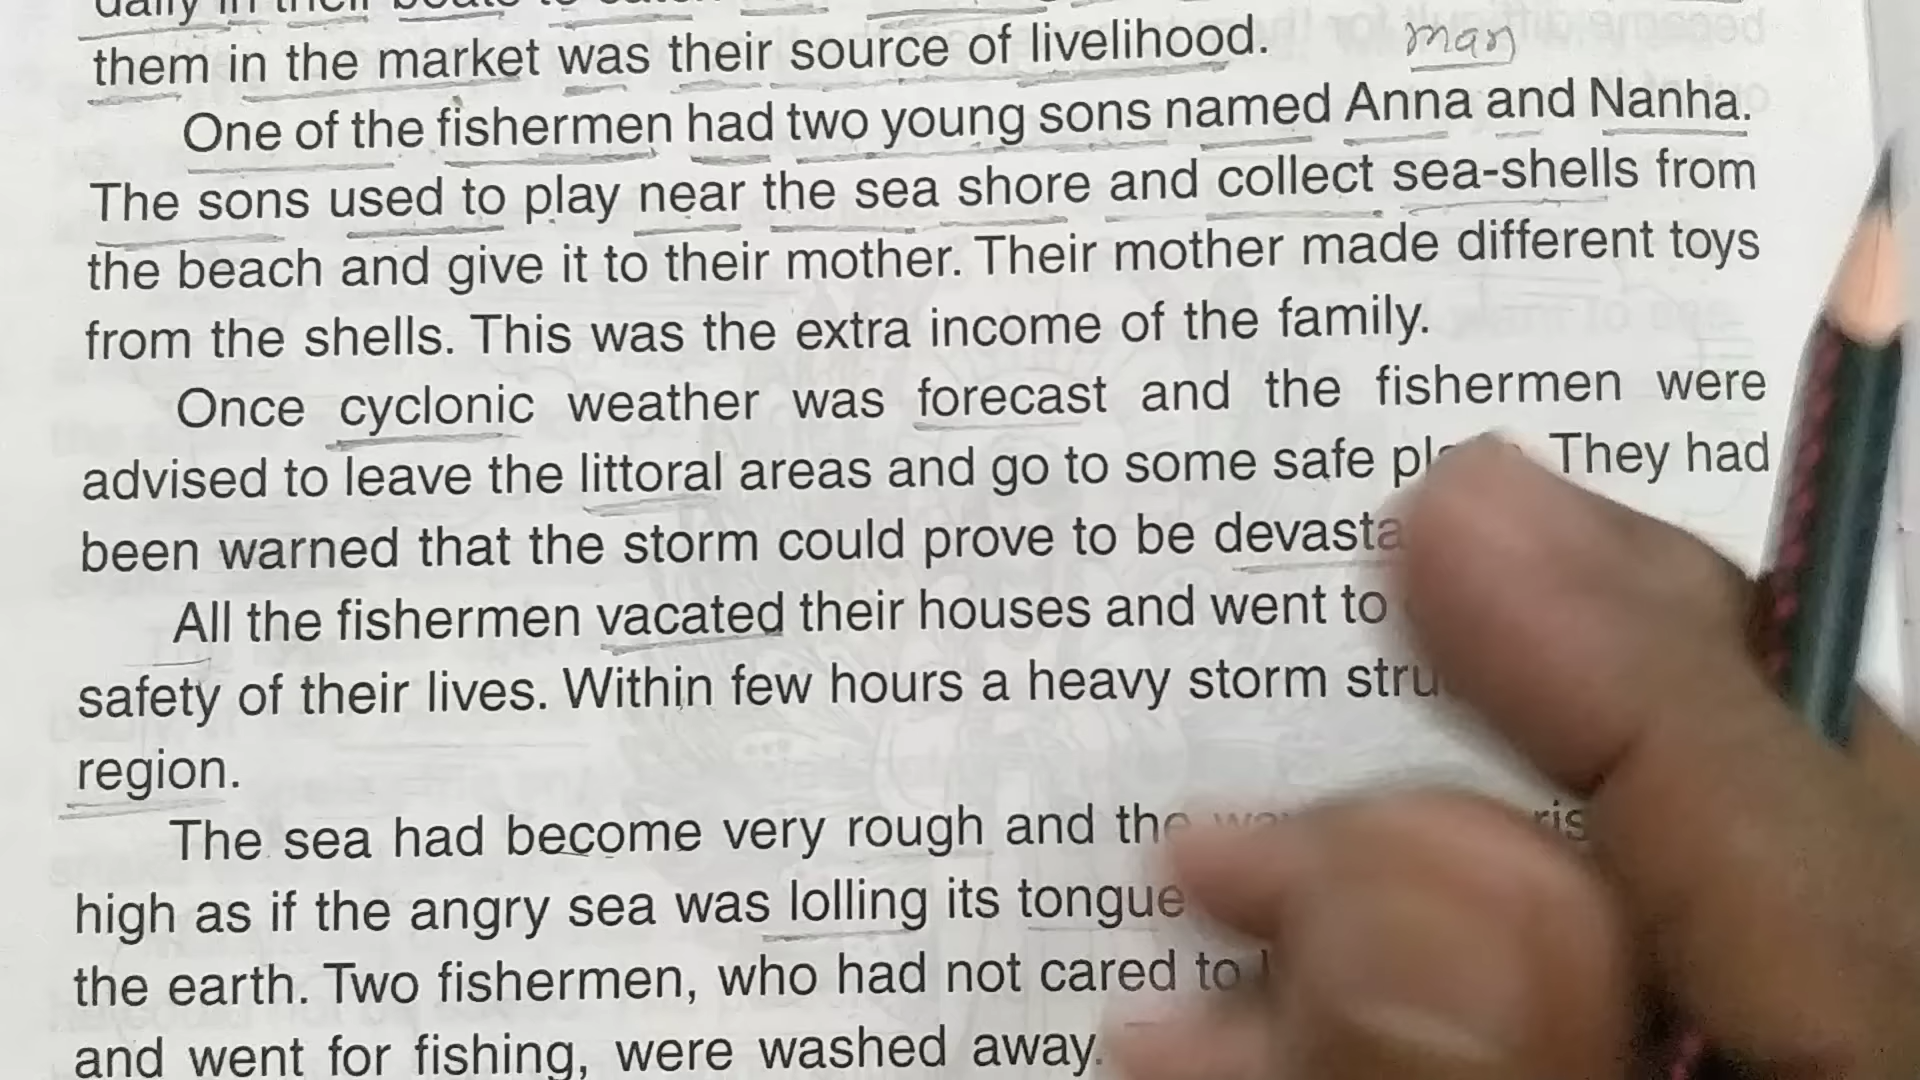 daily in their boats to catch
them in the market was their source of livelihood.
man
One of the fishermen had two young sons named Anna and Nanha.
The sons used to play near the sea shore and collect sea-shells from
the beach and give it to their mother. Their mother made different toys
from the shells. This was the extra income of the family.
Once cyclonic weather was forecast and the fishermen were
advised to leave the littoral areas and go to some safe They had
been warned that the storm could prove to be
All the fishermen vacated their houses and went to
safety of their lives. Within few hours a heavy storm
region.
The sea had become very rough and the
high as if the angry sea was lolling its tongue
the earth. Two fishermen, who had not cared to
and went for fishing, were washed away.